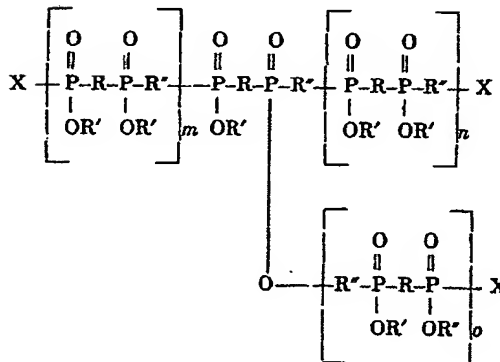 O O O O O O
X P-R-P-R″ P-R-P-R″ P-R-P-R″ X
OR′ OR′ m OR′ OR′ OR′ n
O O
O R″-P-R-P X
OR′ OR″ o